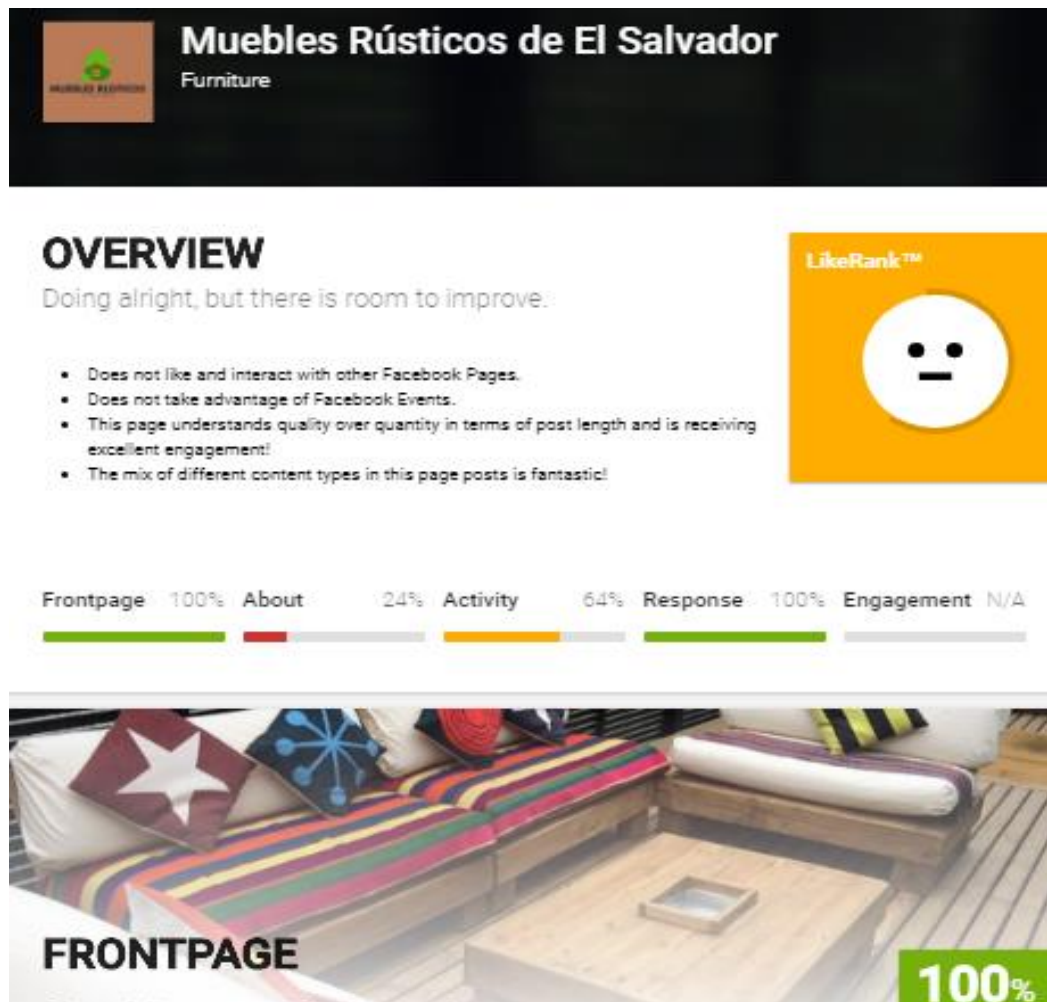 Muebles Rústicos de El Salvador
Furniture
MUEBLES RUSTICOS
OVERVIEW
Doing alright, but there is room to improve.
LikeRank™
• Does not like and interact with other Facebook Pages.
• Does not take advantage of Facebook Events.
• This page understands quality over quantity in terms of post length and is receiving
excellent engagement!
• The mix of different content types in this page posts is fantastic!
Frontpage 100% About 24% Activity 64% Response 100% Engagement N/A
FRONTPAGE
100%